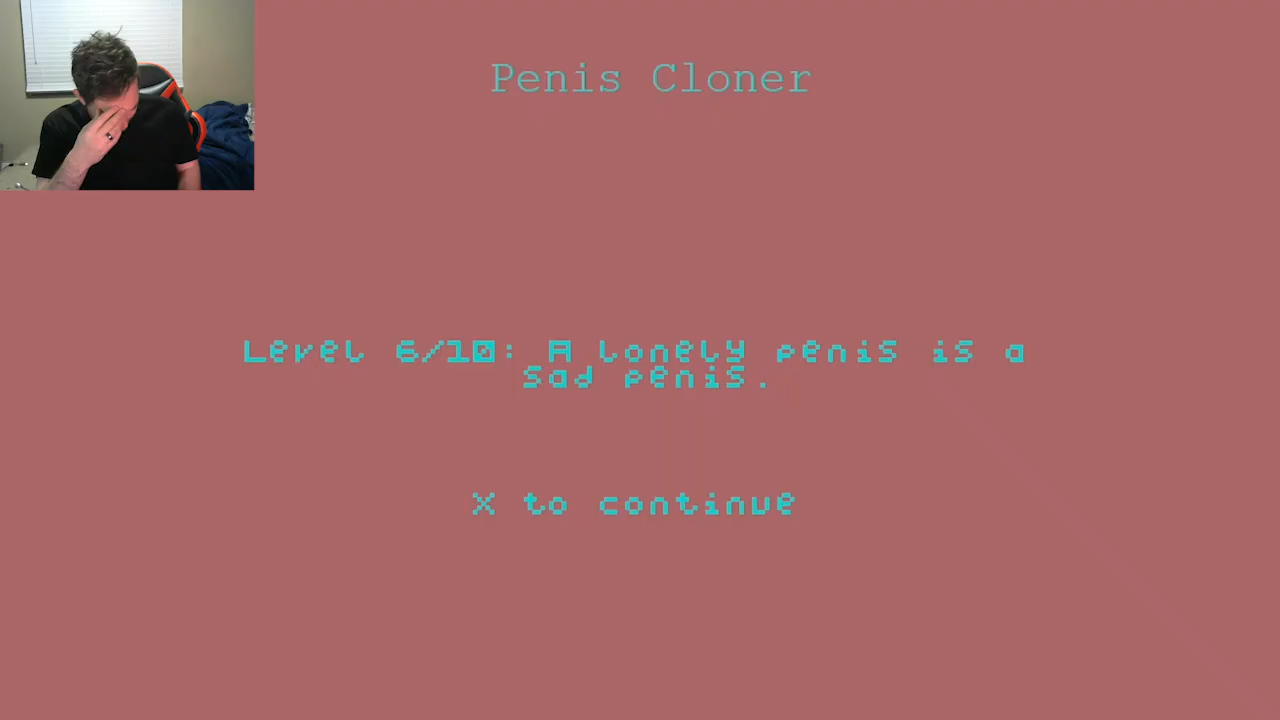 Penis Cloner
Level 6/10: A lonely penis is a
sad penis.
X to continue